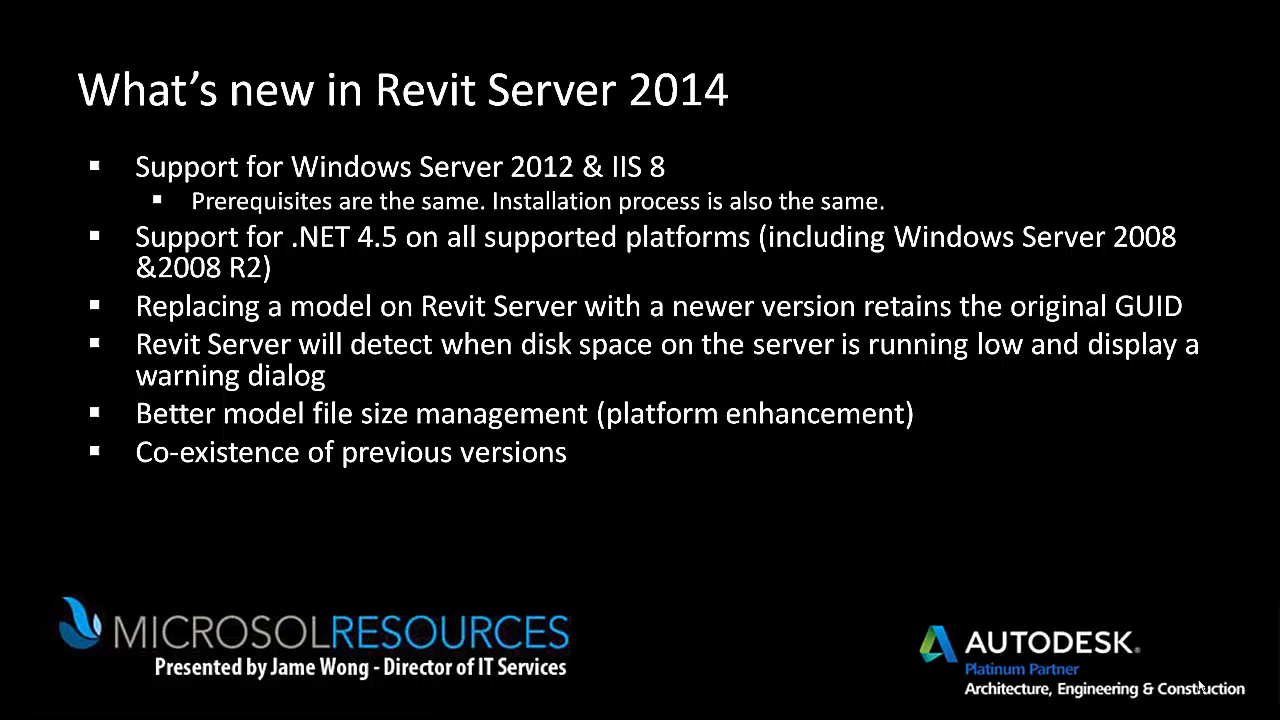 What's new in Revit Server 2014
▪ Support for Windows Server 2012 & IIS 8
▪ Prerequisites are the same. Installation process is also the same.
▪ Support for .NET 4.5 on all supported platforms (including Windows Server 2008
&2008 R2)
▪ Replacing a model on Revit Server with a newer version retains the original GUID
▪ Revit Server will detect when disk space on the server is running low and display a
warning dialog
▪ Better model file size management (platform enhancement)
▪ Co-existence of previous versions
MICROSOLRESOURCES
Presented by Jame Wong - Director of IT Services
AUTODESK®
Platinum Partner
Architecture, Engineering & Construction